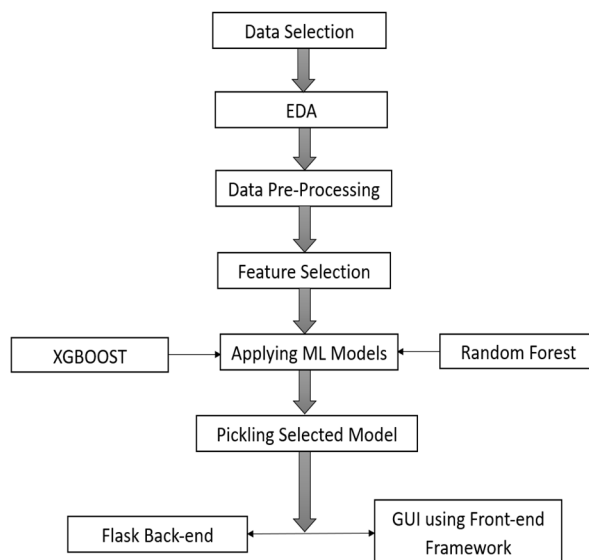 Data Selection
EDA
Data Pre-Processing
Feature Selection
XGBOOST
Applying ML Models
Random Forest
Pickling Selected Model
Flask Back-end
GUI using Front-end
Framework